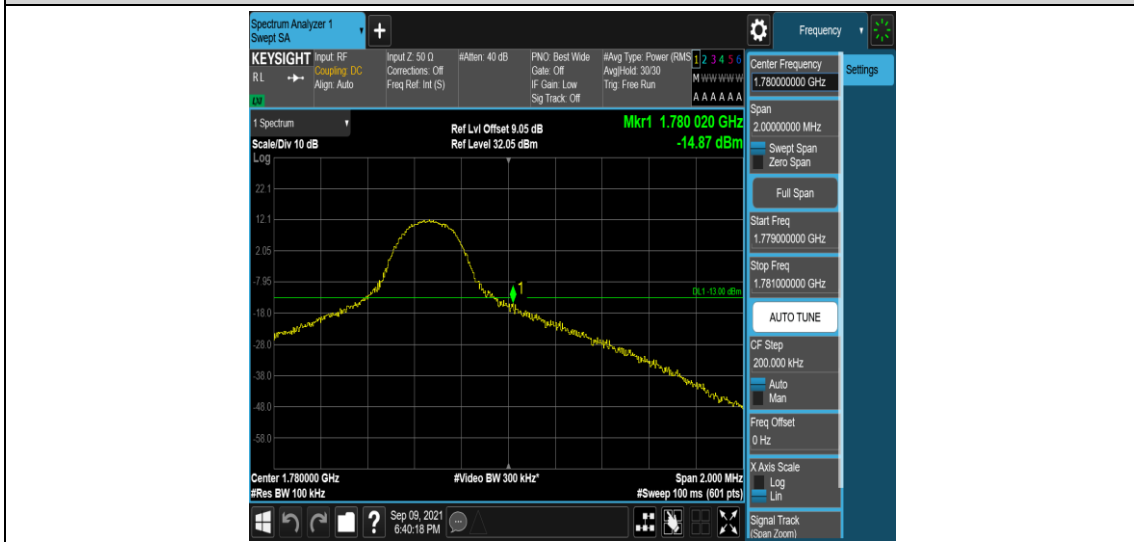 Spectrum Analyzer 1
Swept SA
+
Frequency
KEYSIGHT
RL
LXI
Input: RF
Coupling: DC
Align: Auto
Input Z: 50 Ω
Corrections: Off
Freq Ref: Int (S)
#Atten: 40 dB
PNO: Best Wide
Gate: Off
IF Gain: Low
Sig Track: Off
#Avg Type: Power (RMS
Avg|Hold: 30/30
Trig: Free Run
1 2 3 4 5 6
M W W W W W
A A A A A A
1 Spectrum
Scale/Div 10 dB
Log
Ref Lvl Offset 9.05 dB
Ref Level 32.05 dBm
Mkr1 1.780 020 GHz
-14.87 dBm
22.1
12.1
2.05
-7.95
-18.0
-28.0
-38.0
-48.0
-58.0
1
DL1 -13.00 dBm
Center 1.780000 GHz
#Res BW 100 kHz
#Video BW 300 kHz*
Span 2.000 MHz
#Sweep 100 ms (601 pts)
Center Frequency
1.780000000 GHz
Settings
Span
2.00000000 MHz
Swept Span
Zero Span
Full Span
Start Freq
1.779000000 GHz
Stop Freq
1.781000000 GHz
AUTO TUNE
CF Step
200.000 kHz
Auto
Man
Freq Offset
0 Hz
X Axis Scale
Log
Lin
Signal Track
(Span Zoom)
?
Sep 09, 2021
6:40:18 PM